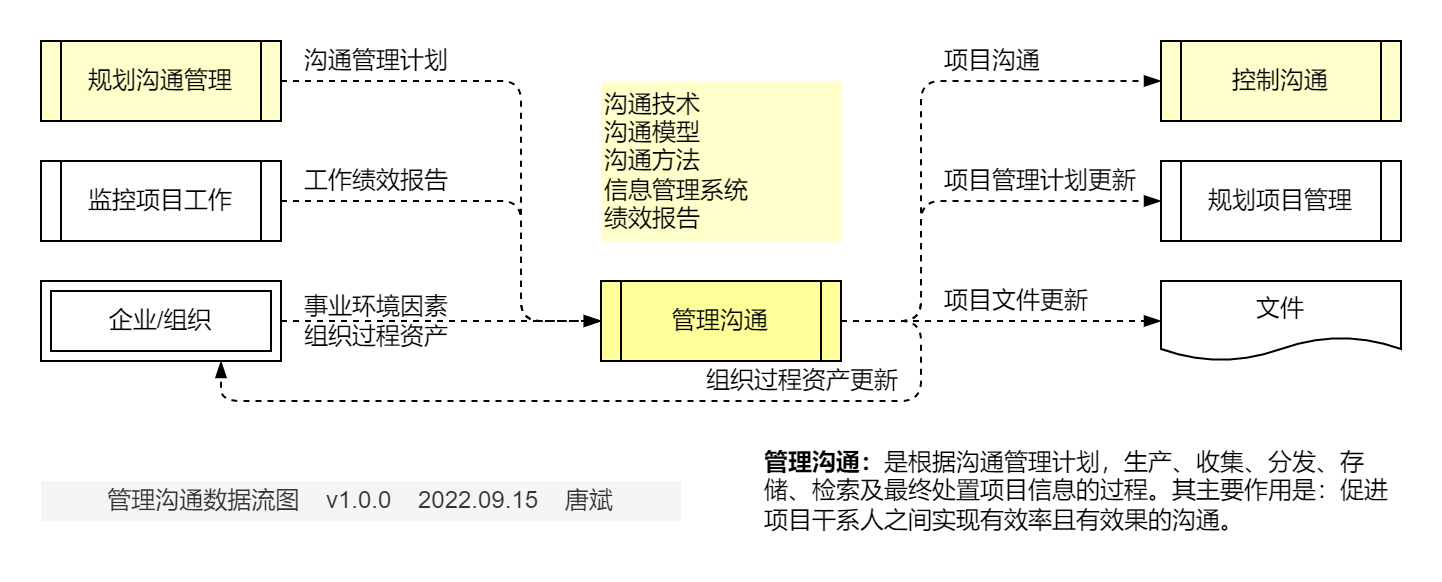 规划沟通管理
沟通管理计划
监控项目工作
工作绩效报告
企业/组织
事业环境因素
组织过程资产
沟通技术
沟通模型
沟通方法
信息管理系统
绩效报告
管理沟通
项目沟通
控制沟通
项目管理计划更新
规划项目管理
项目文件更新
文件
组织过程资产更新
管理沟通数据流图 v1.0.0 2022.09.15 唐斌
管理沟通：是根据沟通管理计划，生产、收集、分发、存
储、检索及最终处置项目信息的过程。其主要作用是：促进
项目干系人之间实现有效率且有效果的沟通。